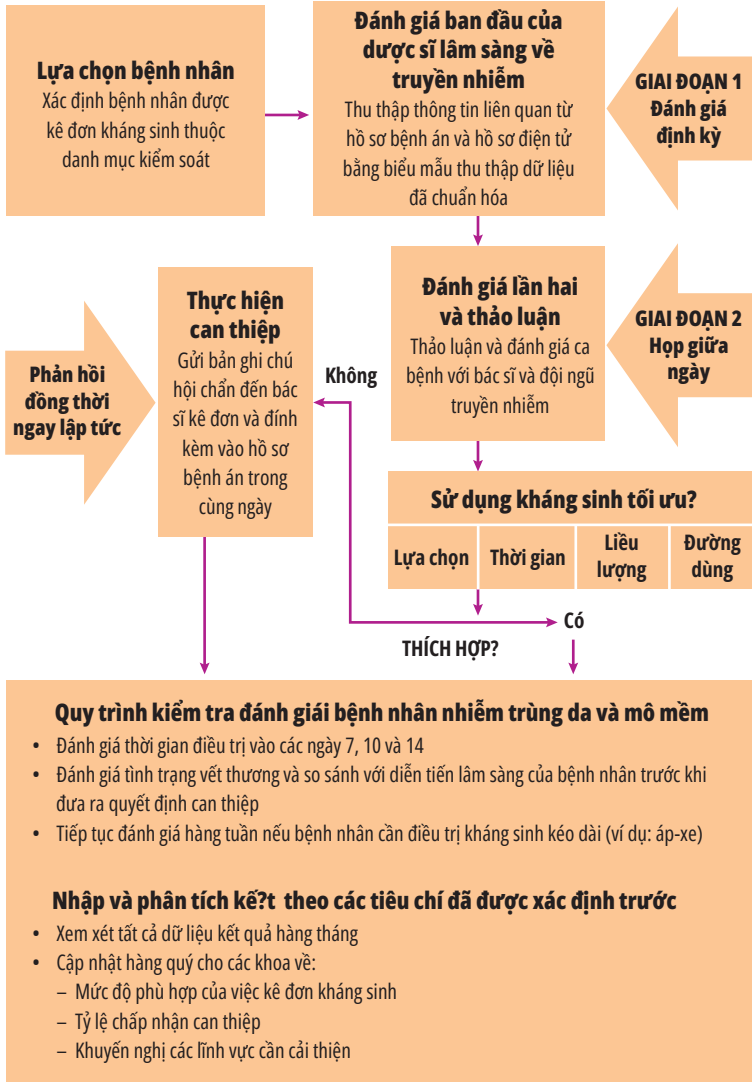 Lựa chọn bệnh nhân
Xác định bệnh nhân được
kê đơn kháng sinh thuộc
danh mục kiểm soát
Đánh giá ban đầu của
dược sĩ lâm sàng về
truyền nhiễm
Thu thập thông tin liên quan từ
hồ sơ bệnh án và hồ sơ điện tử
bằng biểu mẫu thu thập dữ liệu
đã chuẩn hóa
GIAI ĐOẠN 1
Đánh giá
định kỳ
Phản hồi
đồng thời
ngay lập tức
Thực hiện
can thiệp
Gửi bản ghi chú
hội chẩn đến bác
sĩ kê đơn và đính
kèm vào hồ sơ
bệnh án trong
cùng ngày
Không
Đánh giá lần hai
và thảo luận
Thảo luận và đánh giá ca
bệnh với bác sĩ và đội ngũ
truyền nhiễm
GIAI ĐOẠN 2
Họp giữa
ngày
Sử dụng kháng sinh tối ưu?
Lựa chọn
Thời gian
Liều
lượng
Đường
dùng
Có
THÍCH HỢP?
Quy trình kiểm tra đánh giái bệnh nhân nhiễm trùng da và mô mềm
• Đánh giá thời gian điều trị vào các ngày 7, 10 và 14
• Đánh giá tình trạng vết thương và so sánh với diễn tiến lâm sàng của bệnh nhân trước khi
đưa ra quyết định can thiệp
• Tiếp tục đánh giá hàng tuần nếu bệnh nhân cần điều trị kháng sinh kéo dài (ví dụ: áp-xe)
Nhập và phân tích kế?t theo các tiêu chí đã được xác định trước
• Xem xét tất cả dữ liệu kết quả hàng tháng
• Cập nhật hàng quý cho các khoa về:
– Mức độ phù hợp của việc kê đơn kháng sinh
– Tỷ lệ chấp nhận can thiệp
– Khuyến nghị các lĩnh vực cần cải thiện